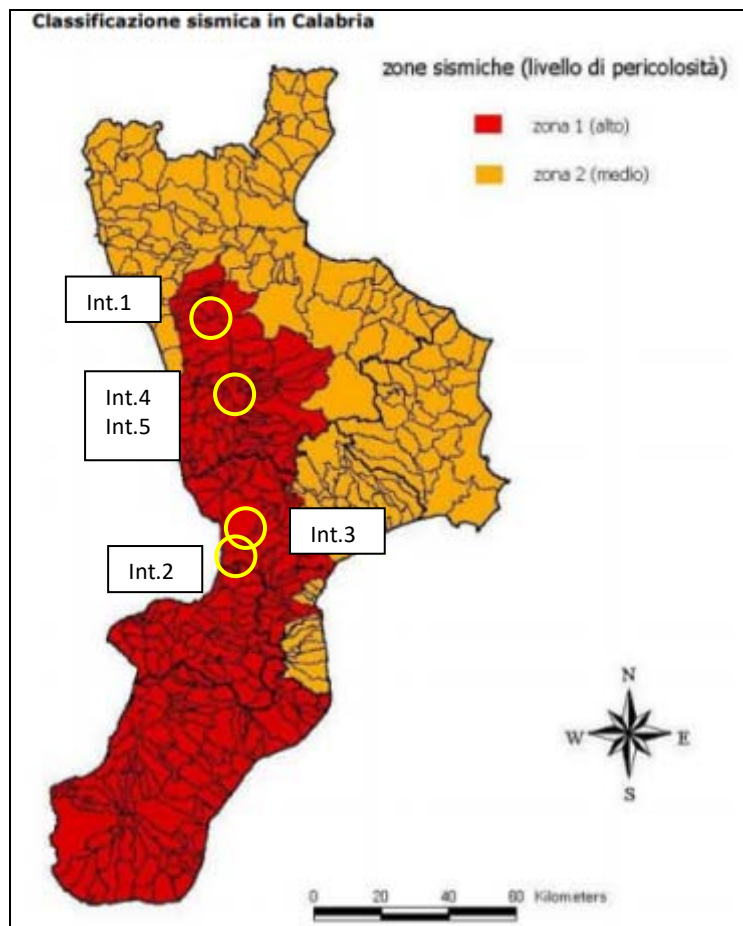 Classificazione sismica in Calabria
zone sismiche (livello di pericolosità)
zona 1 (alto)
zona 2 (medio)
Int.1
Int.4
Int.5
Int.3
Int.2
N
W E
S
0 20 40 60 Kilometers